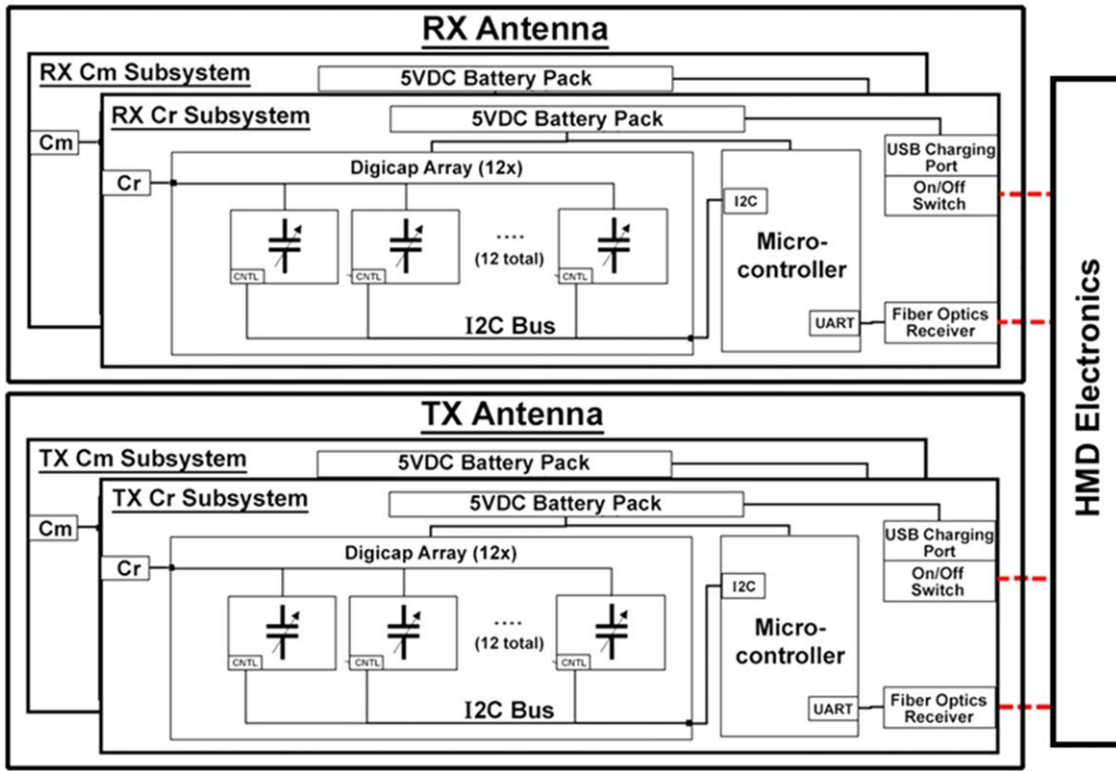 RX Antenna
RX Cm Subsystem
5VDC Battery Pack
RX Cr Subsystem
5VDC Battery Pack
Cm
Cr
Digicap Array (12x)
USB Charging
Port
On/Off
Switch
I2C
CNTL
CNTL
....
(12 total)
CNTL
Micro-
controller
I2C Bus
UART
Fiber Optics
Receiver
TX Antenna
TX Cm Subsystem
5VDC Battery Pack
TX Cr Subsystem
5VDC Battery Pack
Cm
Cr
Digicap Array (12x)
USB Charging
Port
On/Off
Switch
I2C
CNTL
CNTL
....
(12 total)
CNTL
Micro-
controller
I2C Bus
UART
Fiber Optics
Receiver
HMD Electronics